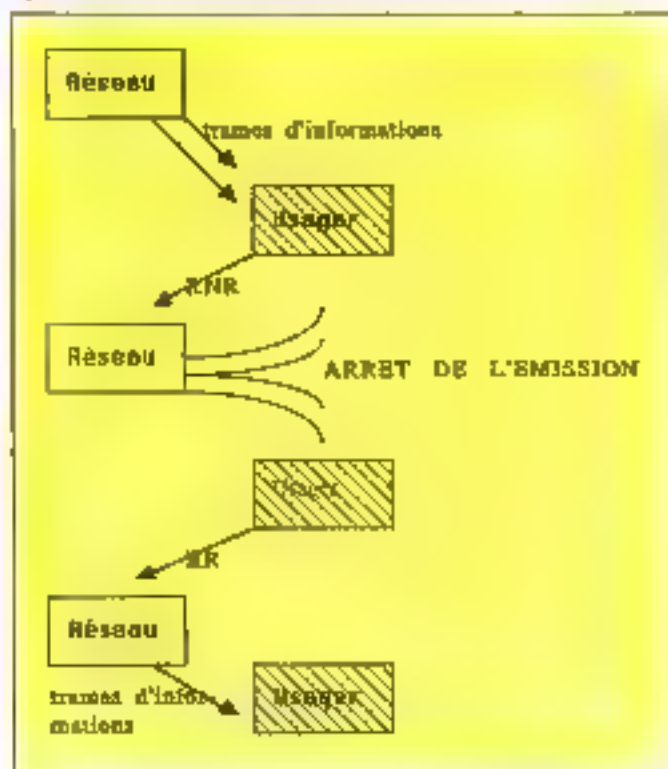 Réseau
trames d'informations
Usager
RNR
Réseau
ARRET DE L'EMISSION
RR
Réseau
Usager
trames d'infor-
mations